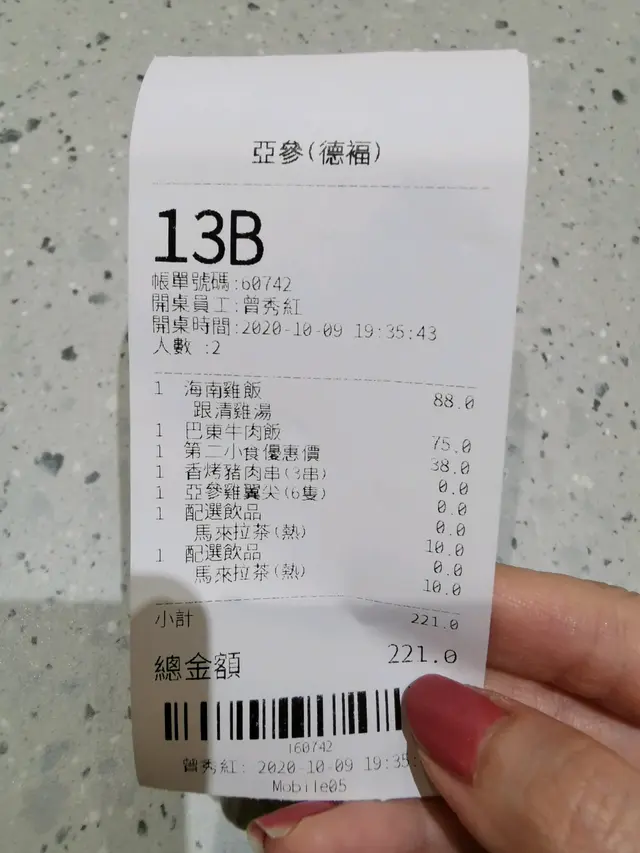 亞參(德福)
13B
帳單號碼:60742
開桌員工:曾秀紅
開桌時間:2020-10-09 19:35:43
人數 :2
1 海南雞飯 88.0
跟清雞湯
1 巴東牛肉飯 75.0
1 第二小食優惠價 38.0
1 香烤豬肉串(3串) 0.0
1 亞參雞翼尖(6隻) 0.0
1 配選飲品 0.0
馬來拉茶(熱) 10.0
1 配選飲品 0.0
馬來拉茶(熱) 10.0
小計 221.0
總金額 221.0
160742
曾秀紅: 2020-10-09 19:35:
Mobile05